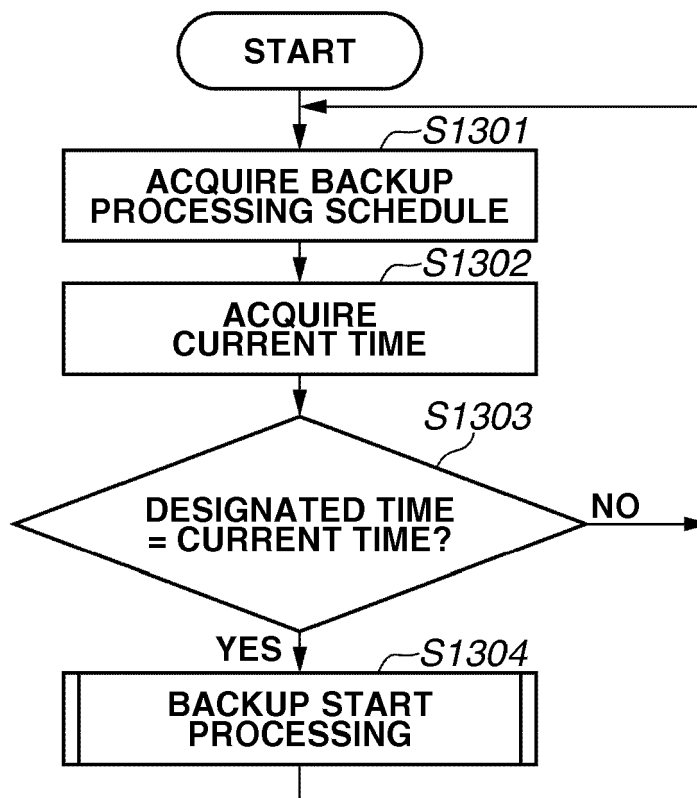 START
S1301
ACQUIRE BACKUP
PROCESSING SCHEDULE
S1302
ACQUIRE
CURRENT TIME
S1303
DESIGNATED TIME
= CURRENT TIME?
NO
YES
S1304
BACKUP START
PROCESSING